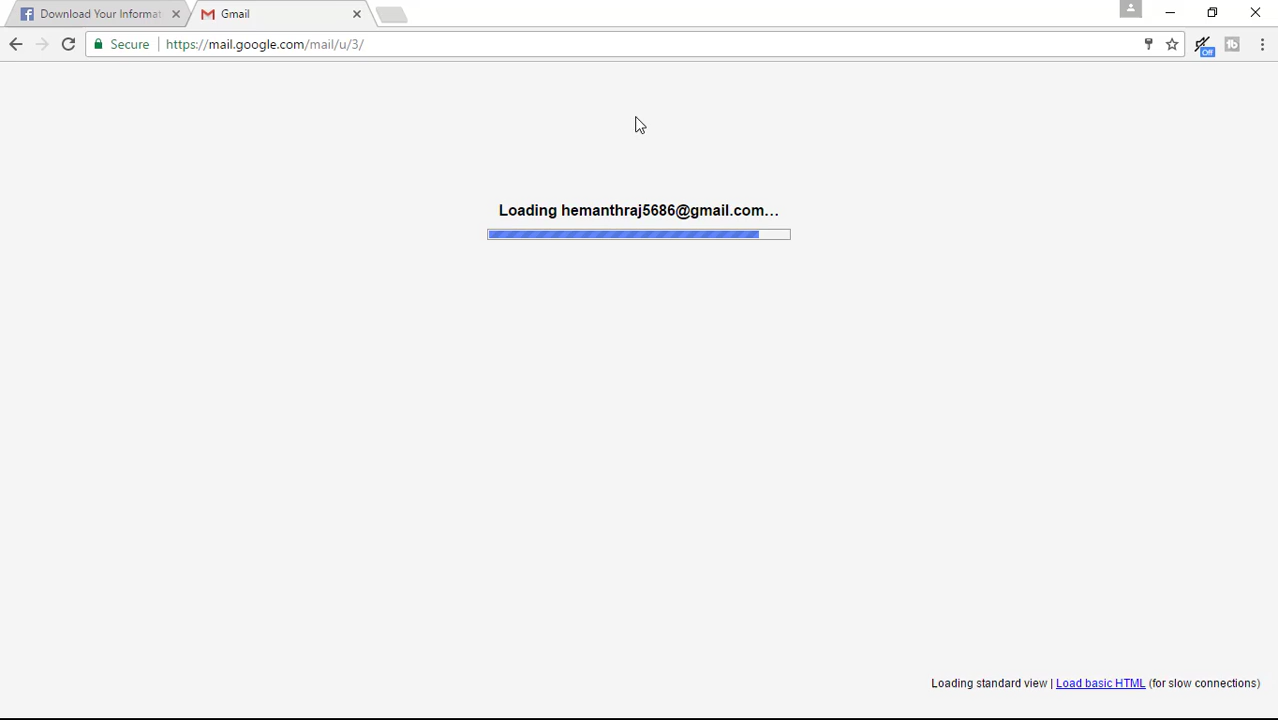 Download Your Informat
Gmail
Secure
https://mail.google.com/mail/u/3/
Off
Loading hemanthraj5686@gmail.com…
Loading standard view | Load basic HTML (for slow connections)